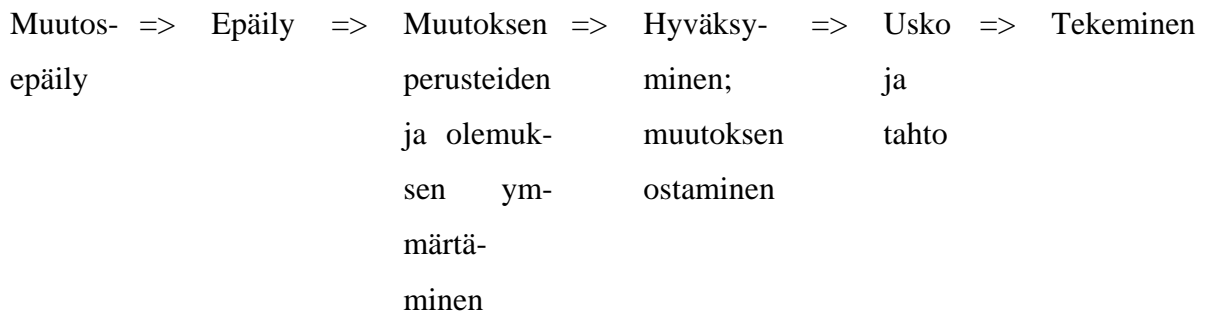 Muutos- => Epäily => Muutoksen => Hyväksy- => Usko => Tekeminen
epäily perusteiden minen; ja
ja olemuk- muutoksen tahto
sen ym- ostaminen
märtä-
minen